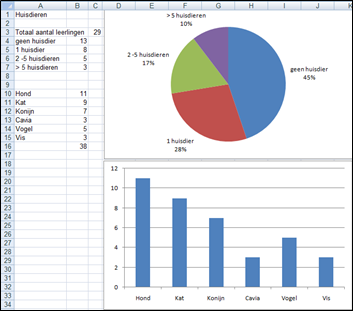 A B C D E F G H I J K
1 Huisdieren
2
3 Totaal aantal leerlingen 29
4 geen huisdier 13
5 1 huisdier 8
6 2 -5 huisdieren 5
7 > 5 huisdieren 3
8
9
10 Hond 11
11 Kat 9
12 Konijn 7
13 Cavia 3
14 Vogel 5
15 Vis 3
16 38
17
18
19
20
21
22
23
24
25
26
27
28
29
30
31
32
33
34
> 5 huisdieren
10%
2 -5 huisdieren
17%
geen huisdier
45%
1 huisdier
28%
12
10
8
6
4
2
0
Hond Kat Konijn Cavia Vogel Vis